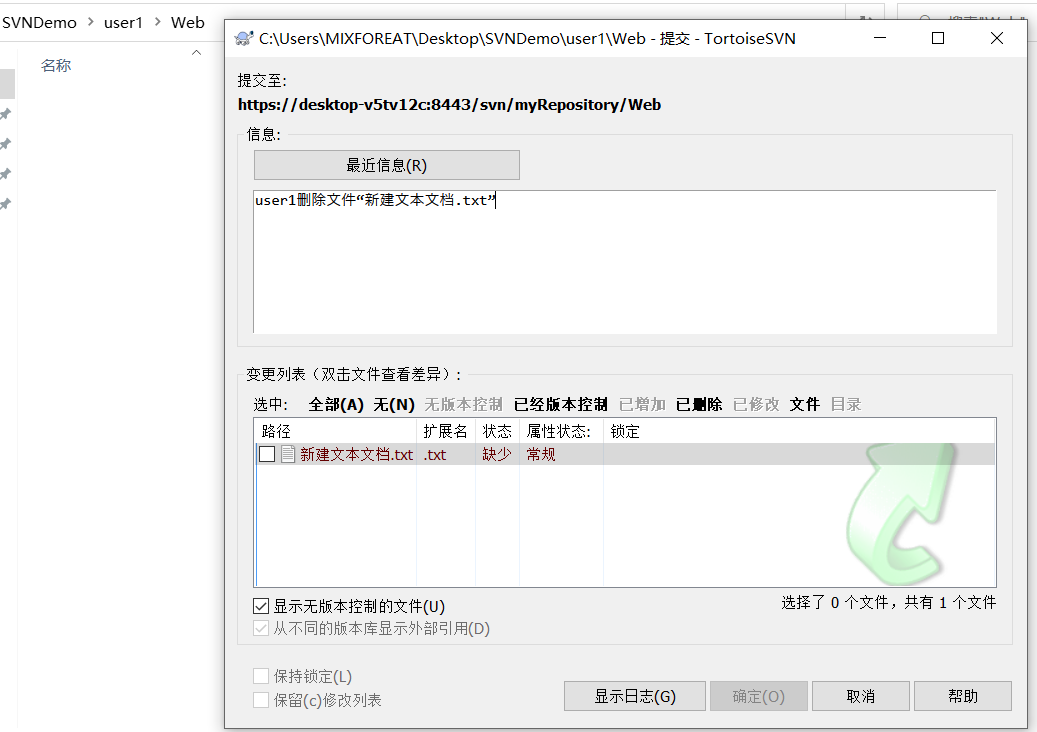 SVNDemo > user1 > Web
名称
C:\Users\MIXFOREAT\Desktop\SVNDemo\user1\Web - 提交 - TortoiseSVN
提交至:
https://desktop-v5tv12c:8443/svn/myRepository/Web
信息:
最近信息(R)
user1删除文件“新建文本文档.txt”
变更列表（双击文件查看差异）:
选中: 全部(A) 无(N) 无版本控制 已经版本控制 已增加 已删除 已修改 文件 目录
路径 扩展名 状态 属性状态: 锁定
新建文本文档.txt .txt 缺少 常规
显示无版本控制的文件(U) 选择了 0 个文件，共有 1 个文件
从不同的版本库显示外部引用(D)
保持锁定(L)
保留(c)修改列表
显示日志(G) 确定(O) 取消 帮助